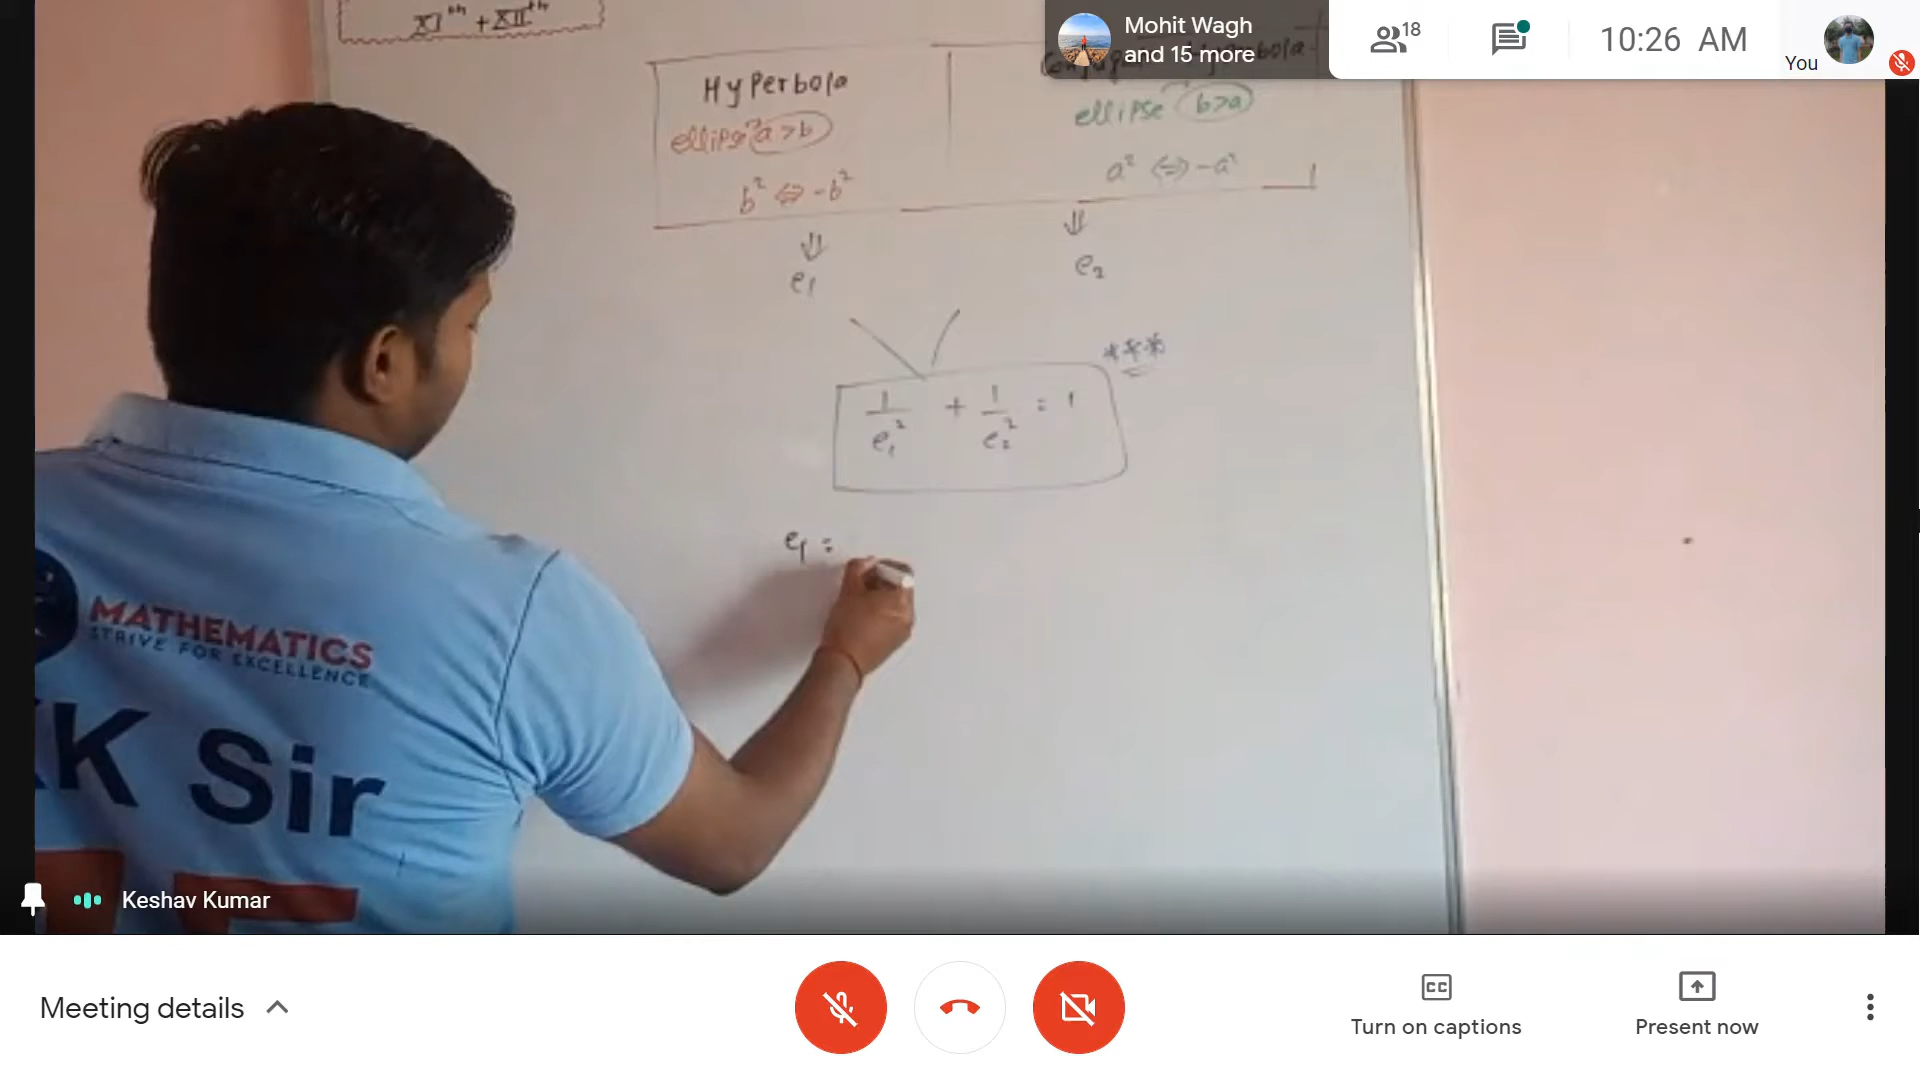 XIth + XIIth
Mohit Wagh
and 15 more
18
10:26 AM
You
Hyperbola
ellipse a>b
b² ⇔ -b²
ellipse b>a
a² ⇔ -a²
⇓
e₁
⇓
e₂
***
1/e₁² + 1/e₂² = 1
e₁ =
MATHEMATICS
STRIVE FOR EXCELLENCE
KK Sir
Keshav Kumar
Meeting details
CC
Turn on captions
Present now